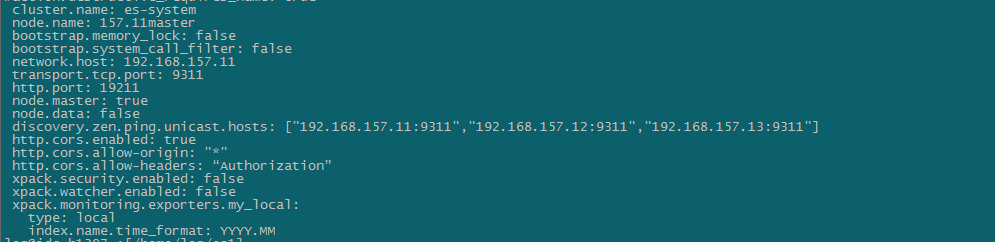 cluster.name: es-system
node.name: 157.11master
bootstrap.memory_lock: false
bootstrap.system_call_filter: false
network.host: 192.168.157.11
transport.tcp.port: 9311
http.port: 19211
node.master: true
node.data: false
discovery.zen.ping.unicast.hosts: ["192.168.157.11:9311","192.168.157.12:9311","192.168.157.13:9311"]
http.cors.enabled: true
http.cors.allow-origin: "*"
http.cors.allow-headers: “Authorization”
xpack.security.enabled: false
xpack.watcher.enabled: false
xpack.monitoring.exporters.my_local:
type: local
index.name.time_format: YYYY.MM